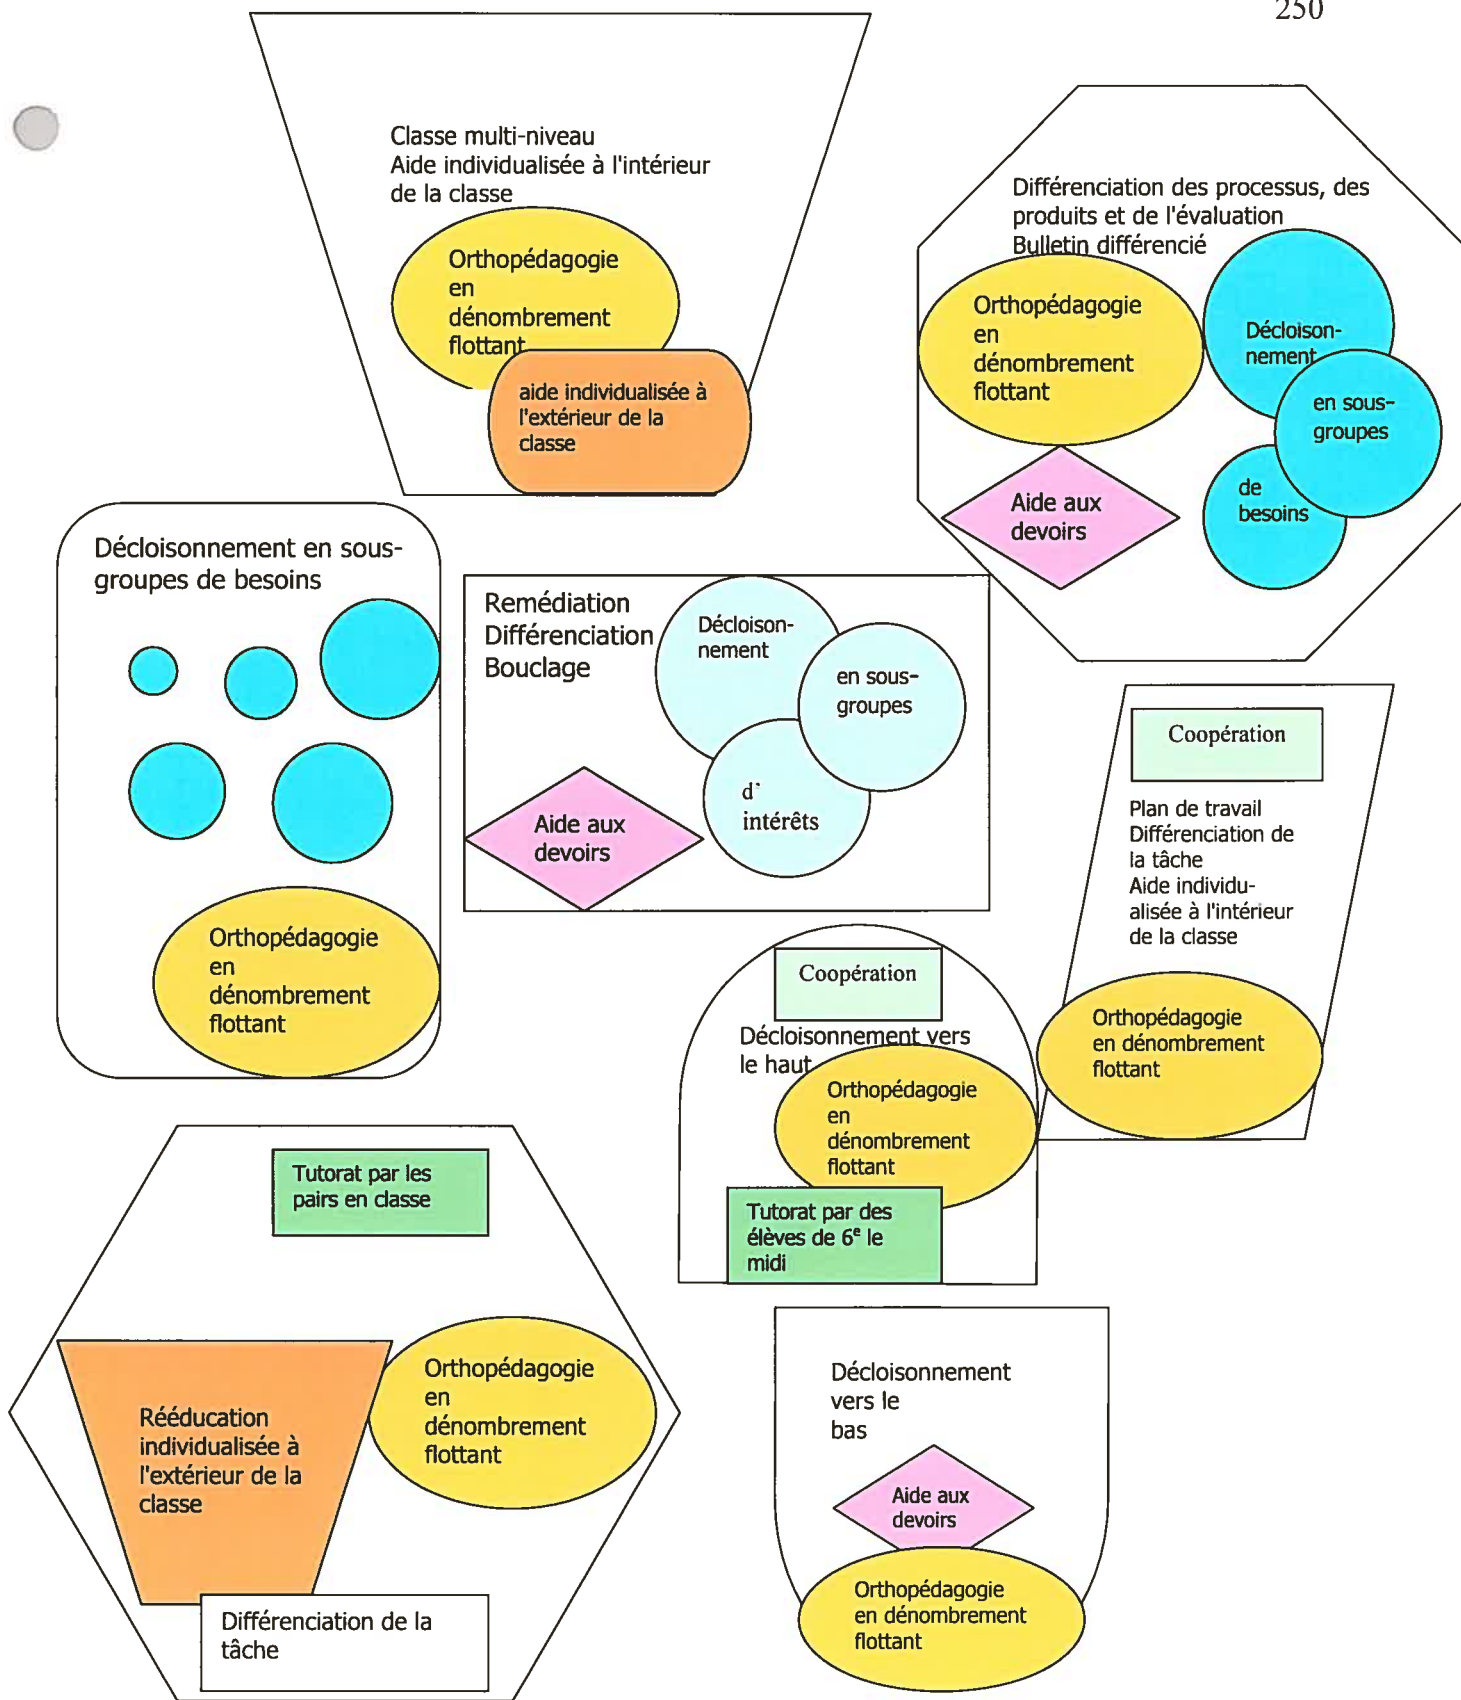 250
Classe multi-niveau
Aide individualisée à l'intérieur
de la classe
Orthopédagogie
en
dénombrement
flottant
aide individualisée à
l'extérieur de la
classe
Différenciation des processus, des
produits et de l'évaluation
Bulletin différencié
Orthopédagogie
en
dénombrement
flottant
Décloison-
nement
en sous-
groupes
de
besoins
Aide aux
devoirs
Décloisonnement en sous-
groupes de besoins
Orthopédagogie
en
dénombrement
flottant
Remédiation
Différenciation
Bouclage
Décloison-
nement
en sous-
groupes
d'
intérêts
Aide aux
devoirs
Coopération
Plan de travail
Différenciation de
la tâche
Aide individu-
alisée à l'intérieur
de la classe
Orthopédagogie
en dénombrement
flottant
Coopération
Décloisonnement vers
le haut
Orthopédagogie
en
dénombrement
flottant
Tutorat par des
élèves de 6e le
midi
Tutorat par les
pairs en classe
Orthopédagogie
en
dénombrement
flottant
Rééducation
individualisée à
l'extérieur de la
classe
Différenciation de la
tâche
Décloisonnement
vers le
bas
Aide aux
devoirs
Orthopédagogie
en dénombrement
flottant